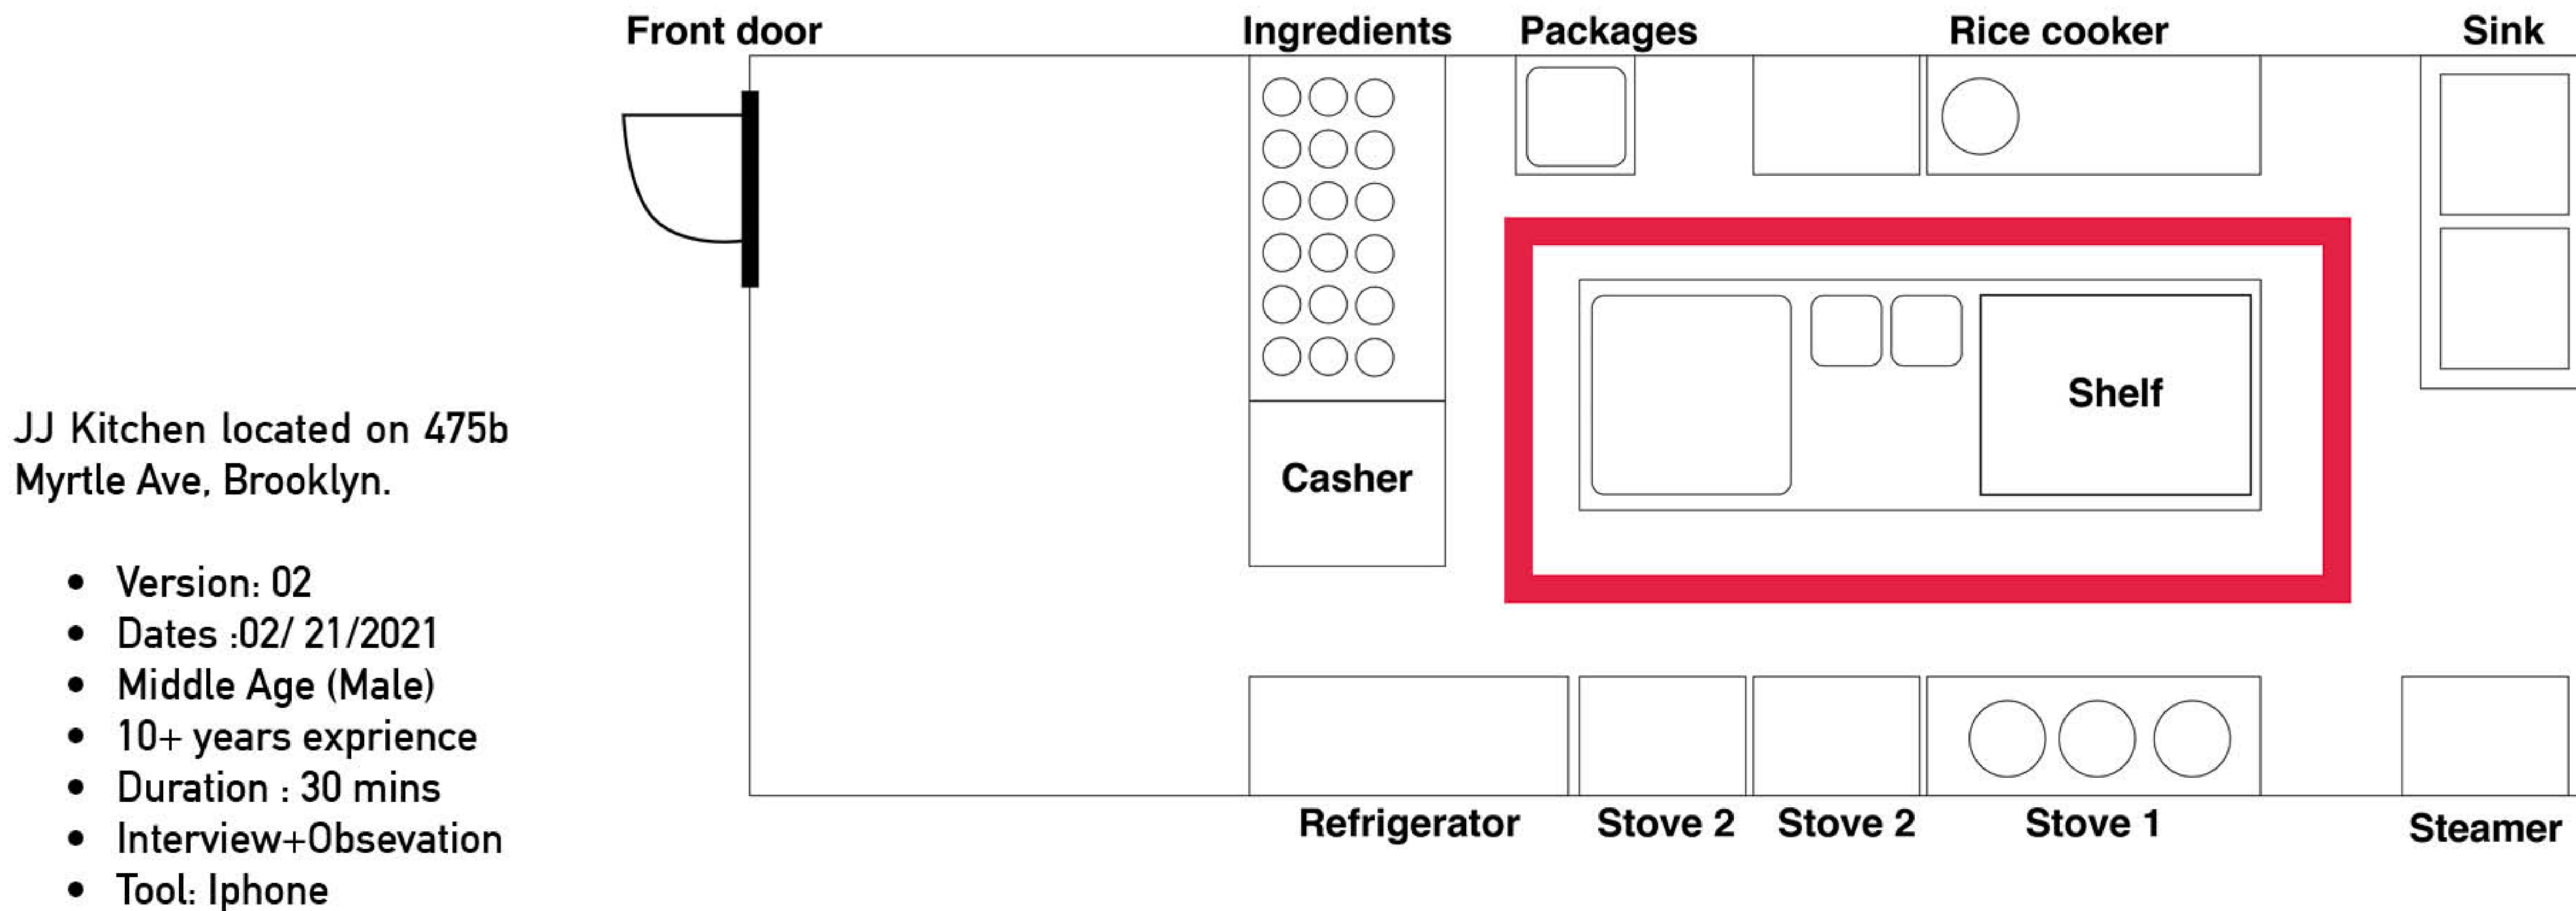 Front door
Ingredients
Packages
Rice cooker
Sink
JJ Kitchen located on 475b
Myrtle Ave, Brooklyn.
• Version: 02
• Dates :02/ 21/2021
• Middle Age (Male)
• 10+ years exprience
• Duration : 30 mins
• Interview+Obsevation
• Tool: Iphone
Shelf
Casher
Refrigerator
Stove 2
Stove 2
Stove 1
Steamer